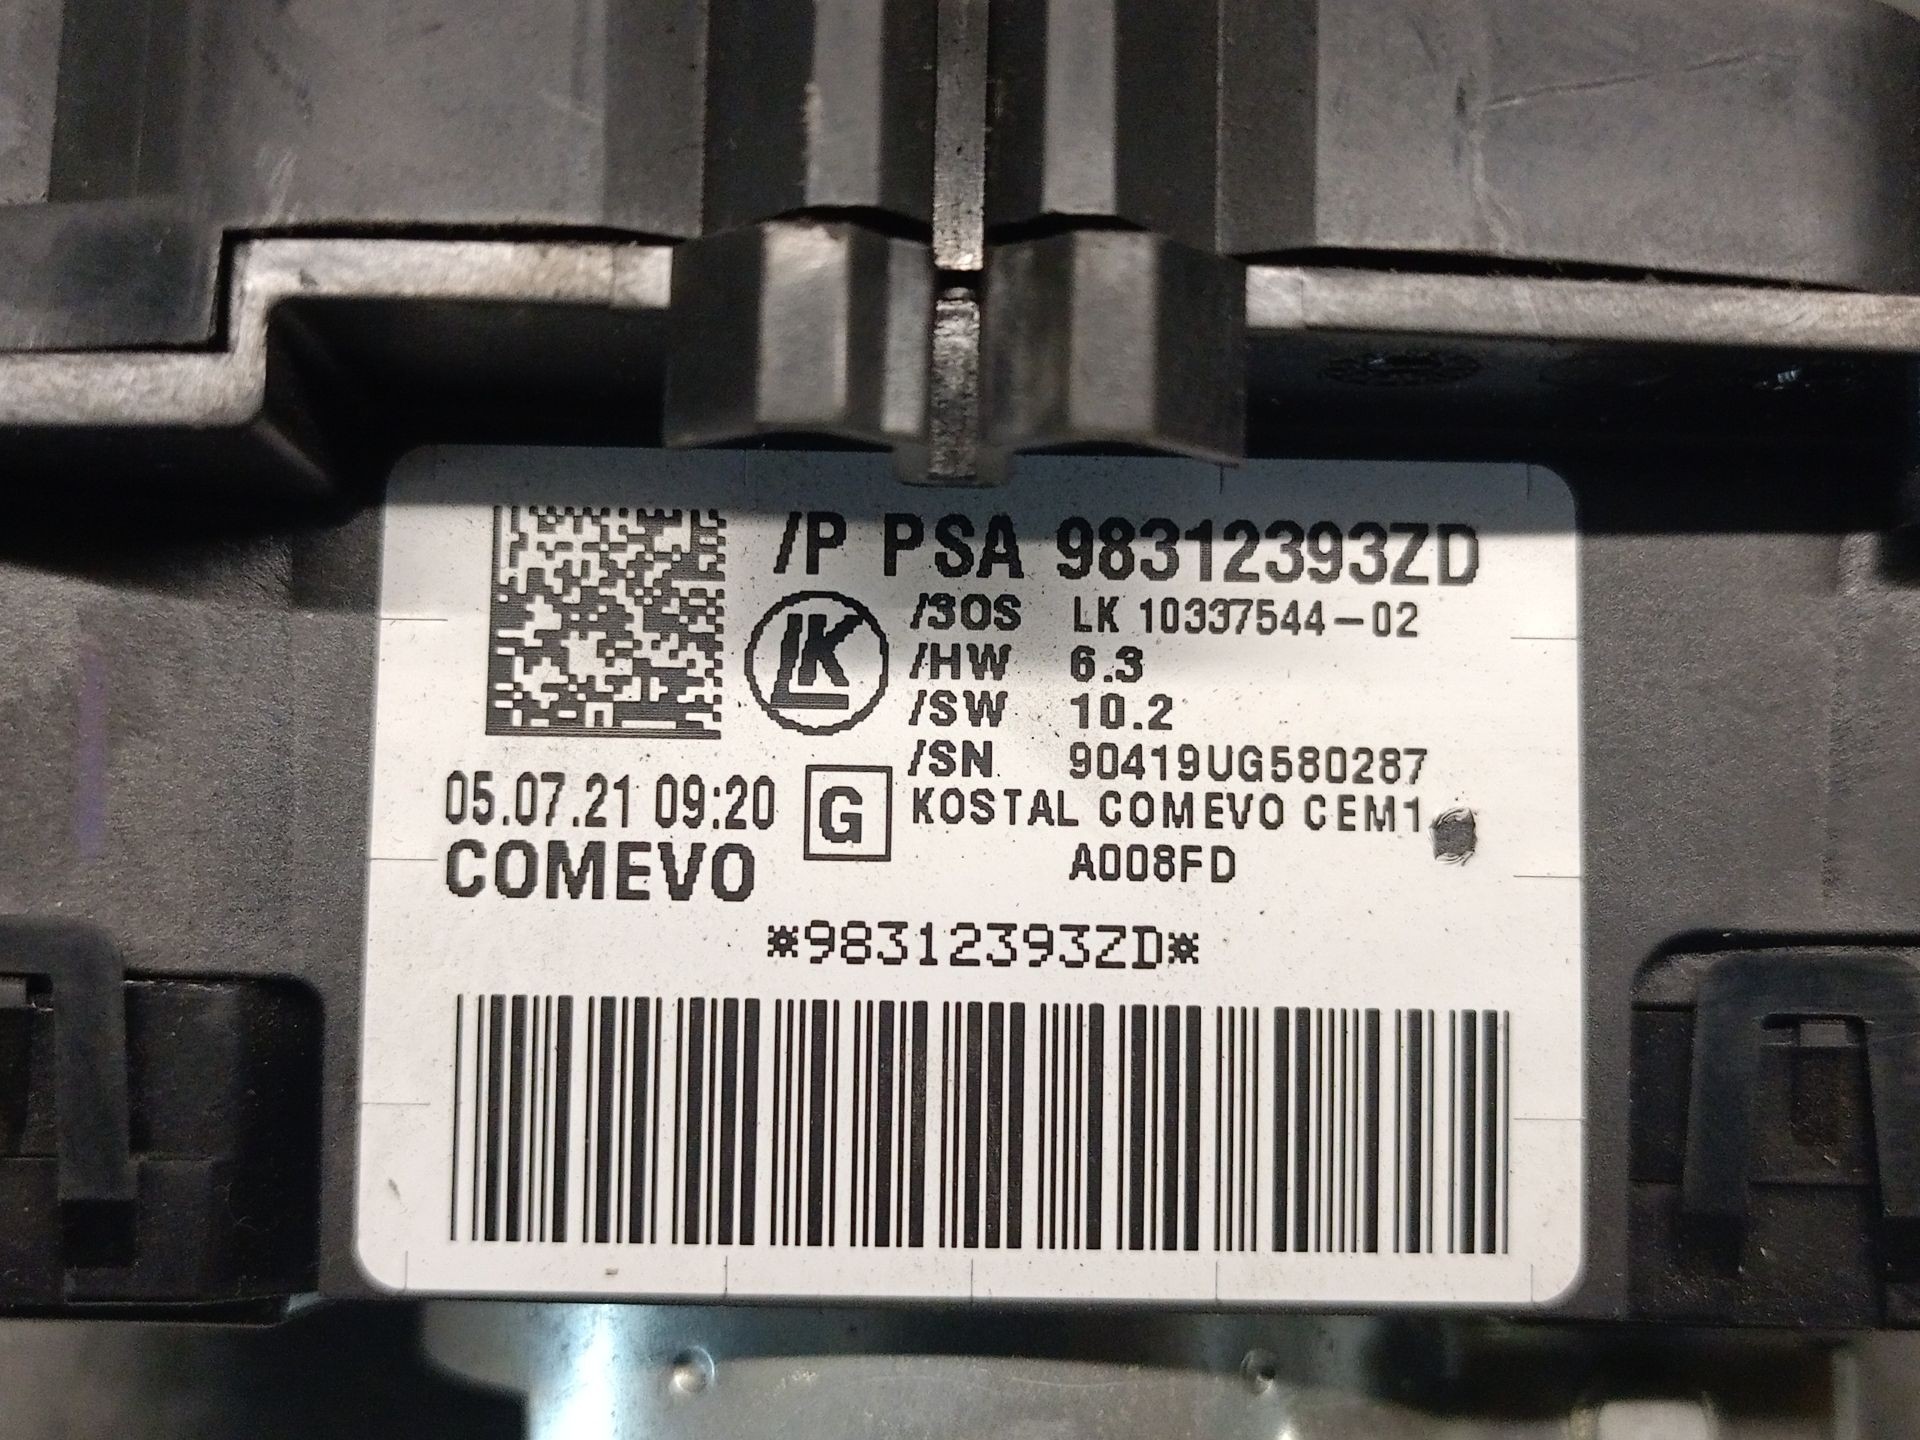 /P PSA 98312393ZD
/3OS LK 10337544-02
LK
/HW 6.3
/SW 10.2
/SN 90419UG580287
05.07.21 09:20
G
KOSTAL COMEVO CEM1
COMEVO
A008FD
*98312393ZD*